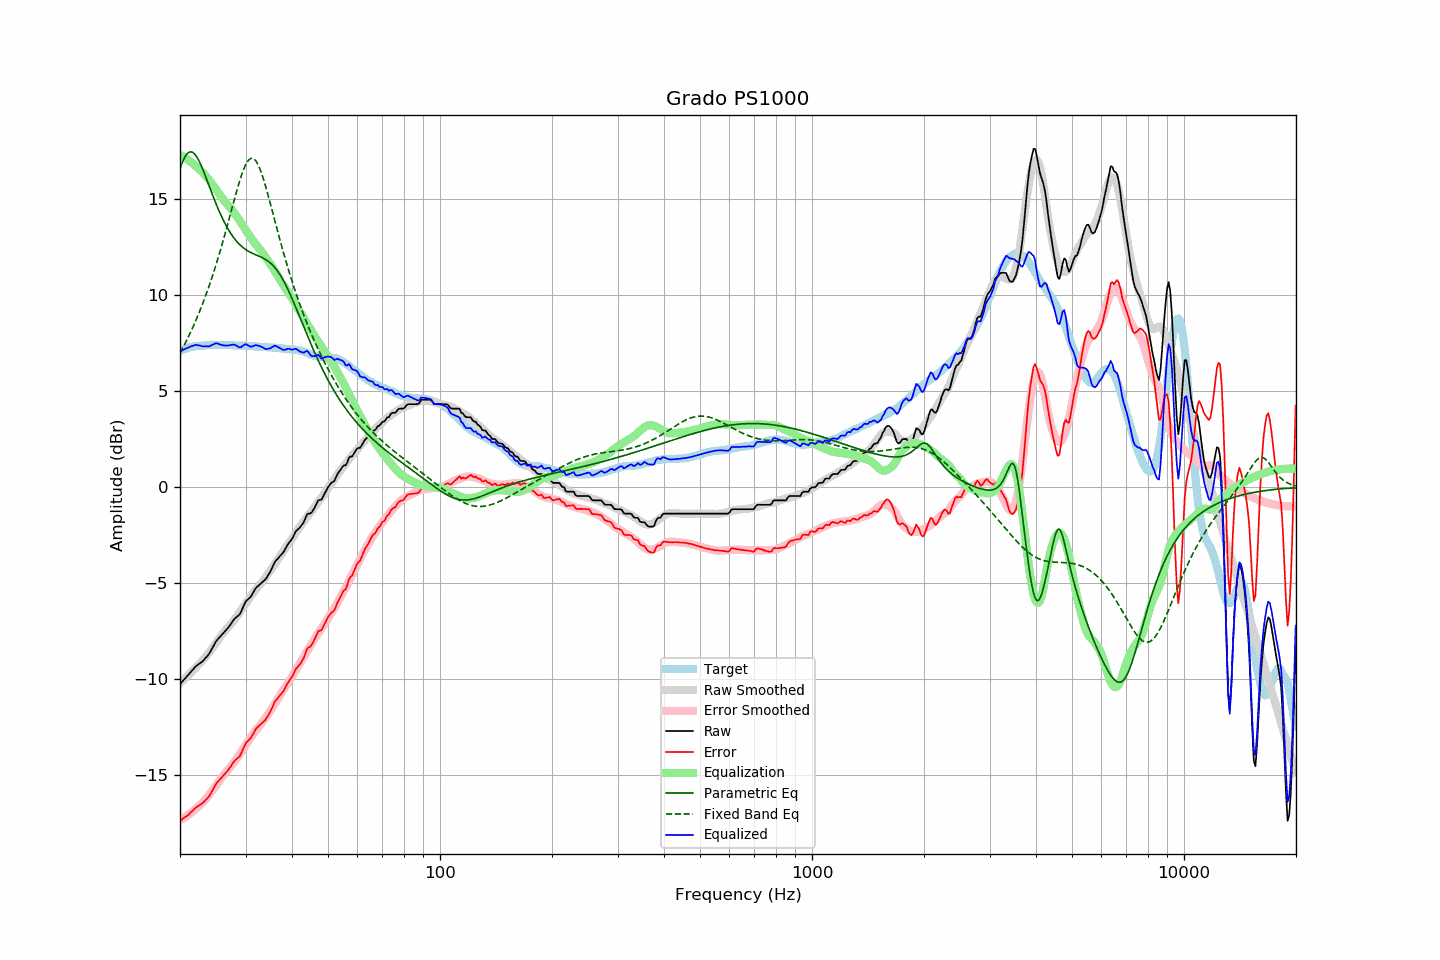 Grado PS1000
Amplitude (dBr)
15
10
5
0
−5
−10
−15
Target
Raw Smoothed
Error Smoothed
Raw
Error
Equalization
Parametric Eq
Fixed Band Eq
Equalized
100
1000
10000
Frequency (Hz)